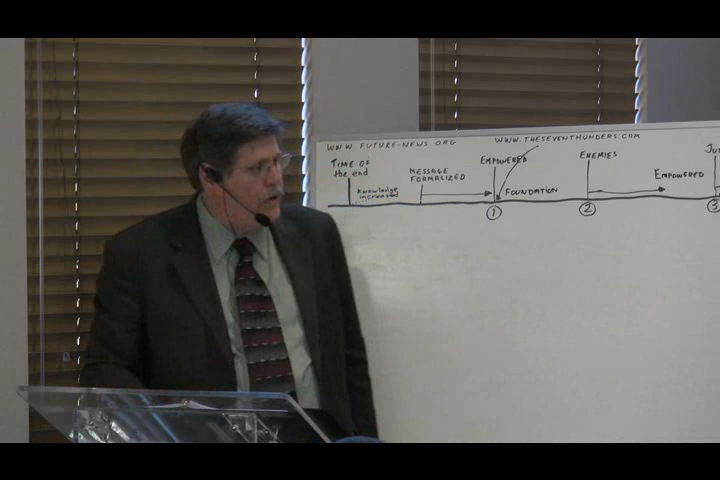 WWW.FUTURE-NEWS.ORG
WWW.THESEVENTHUNDERS.COM
TIME OF
the end
Knowledge
increased
MESSAGE
FORMALIZED
EMPOWERED
FOUNDATION
ENEMIES
EMPOWERED
1
2
3